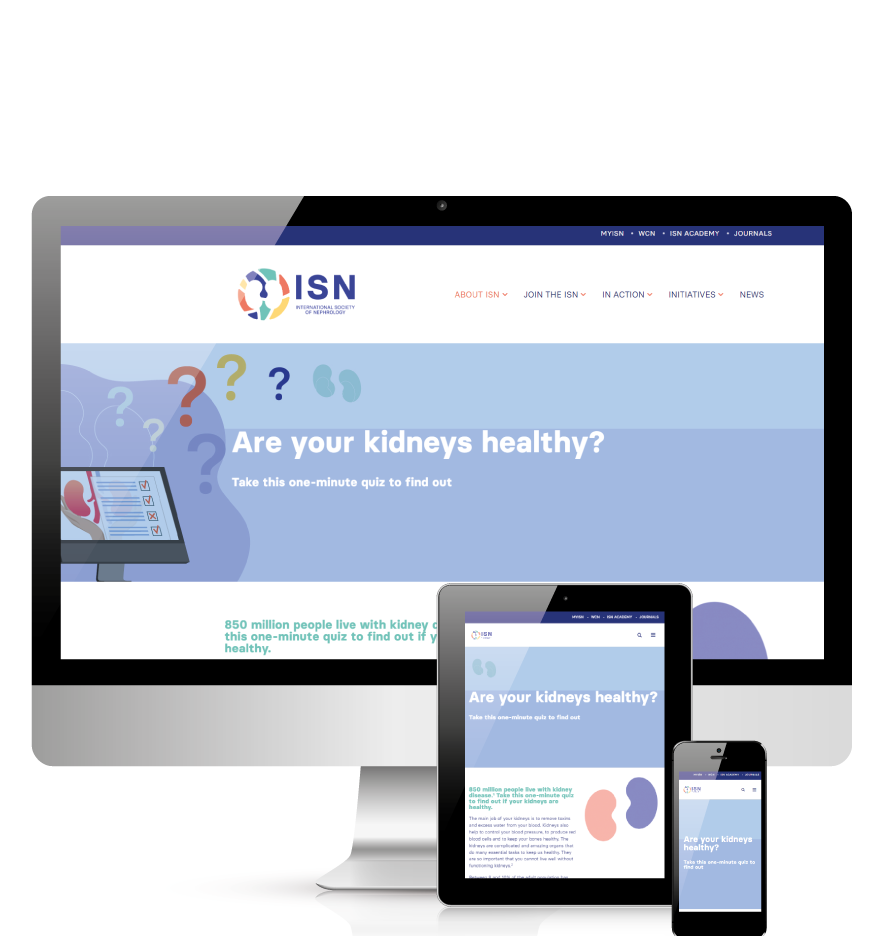 MYISN • WCN • ISN ACADEMY • JOURNALS
ISN
INTERNATIONAL SOCIETY
OF NEPHROLOGY
ABOUT ISN JOIN THE ISN IN ACTION INITIATIVES NEWS
? ? ? ?
? ?
Are your kidneys healthy?
Take this one-minute quiz to find out
850 million people live with kidney
this one-minute quiz to find out if
healthy.
MYISN • WCN • ISN ACADEMY • JOURNALS
ISN
Are your kidneys healthy?
Take this one-minute quiz to find out
850 million people live with kidney
disease.¹ Take this one-minute quiz
to find out if your kidneys are
healthy.
The main job of your kidneys is to remove toxins
and excess water from your blood. Kidneys also
help to control your blood pressure, to produce red
blood cells and to keep your bones healthy. The
kidneys are complicated and amazing organs that
do many essential tasks to keep us healthy. They
are so important that you cannot live well without
functioning kidneys.²
MYISN • WCN • ISN ACADEMY • JOURNALS
ISN
Are your kidneys
healthy?
Take this one-minute quiz to
find out